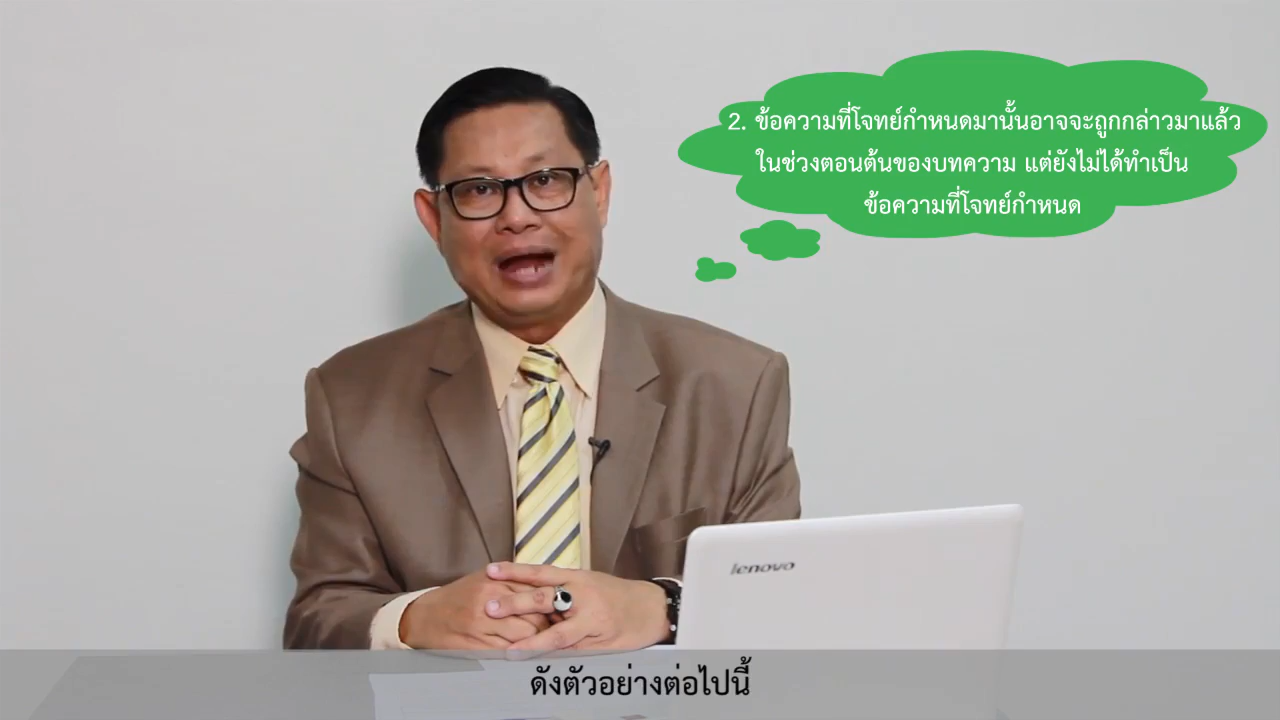 2. ข้อความที่โจทย์กำหนดมานั้นอาจจะถูกกล่าวมาแล้ว
ในช่วงตอนต้นของบทความ แต่ยังไม่ได้ทำเป็น
ข้อความที่โจทย์กำหนด
lenovo
ดังตัวอย่างต่อไปนี้